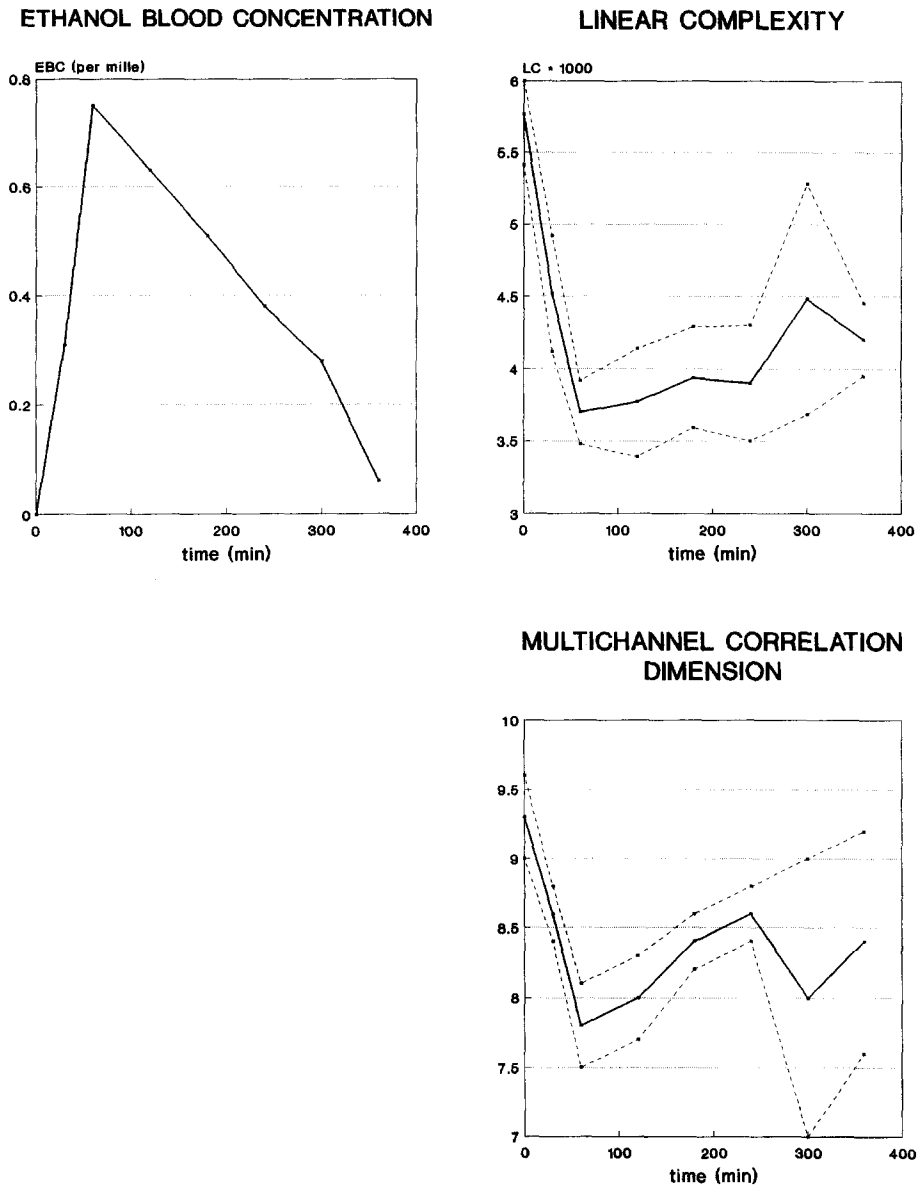 ETHANOL BLOOD CONCENTRATION
EBC (per mille)
0.8
0.6
0.4
0.2
0
0 100 200 300 400
time (min)
LINEAR COMPLEXITY
LC * 1000
6
5.5
5
4.5
4
3.5
3
0 100 200 300 400
time (min)
MULTICHANNEL CORRELATION
DIMENSION
10
9.5
9
8.5
8
7.5
7
0 100 200 300 400
time (min)